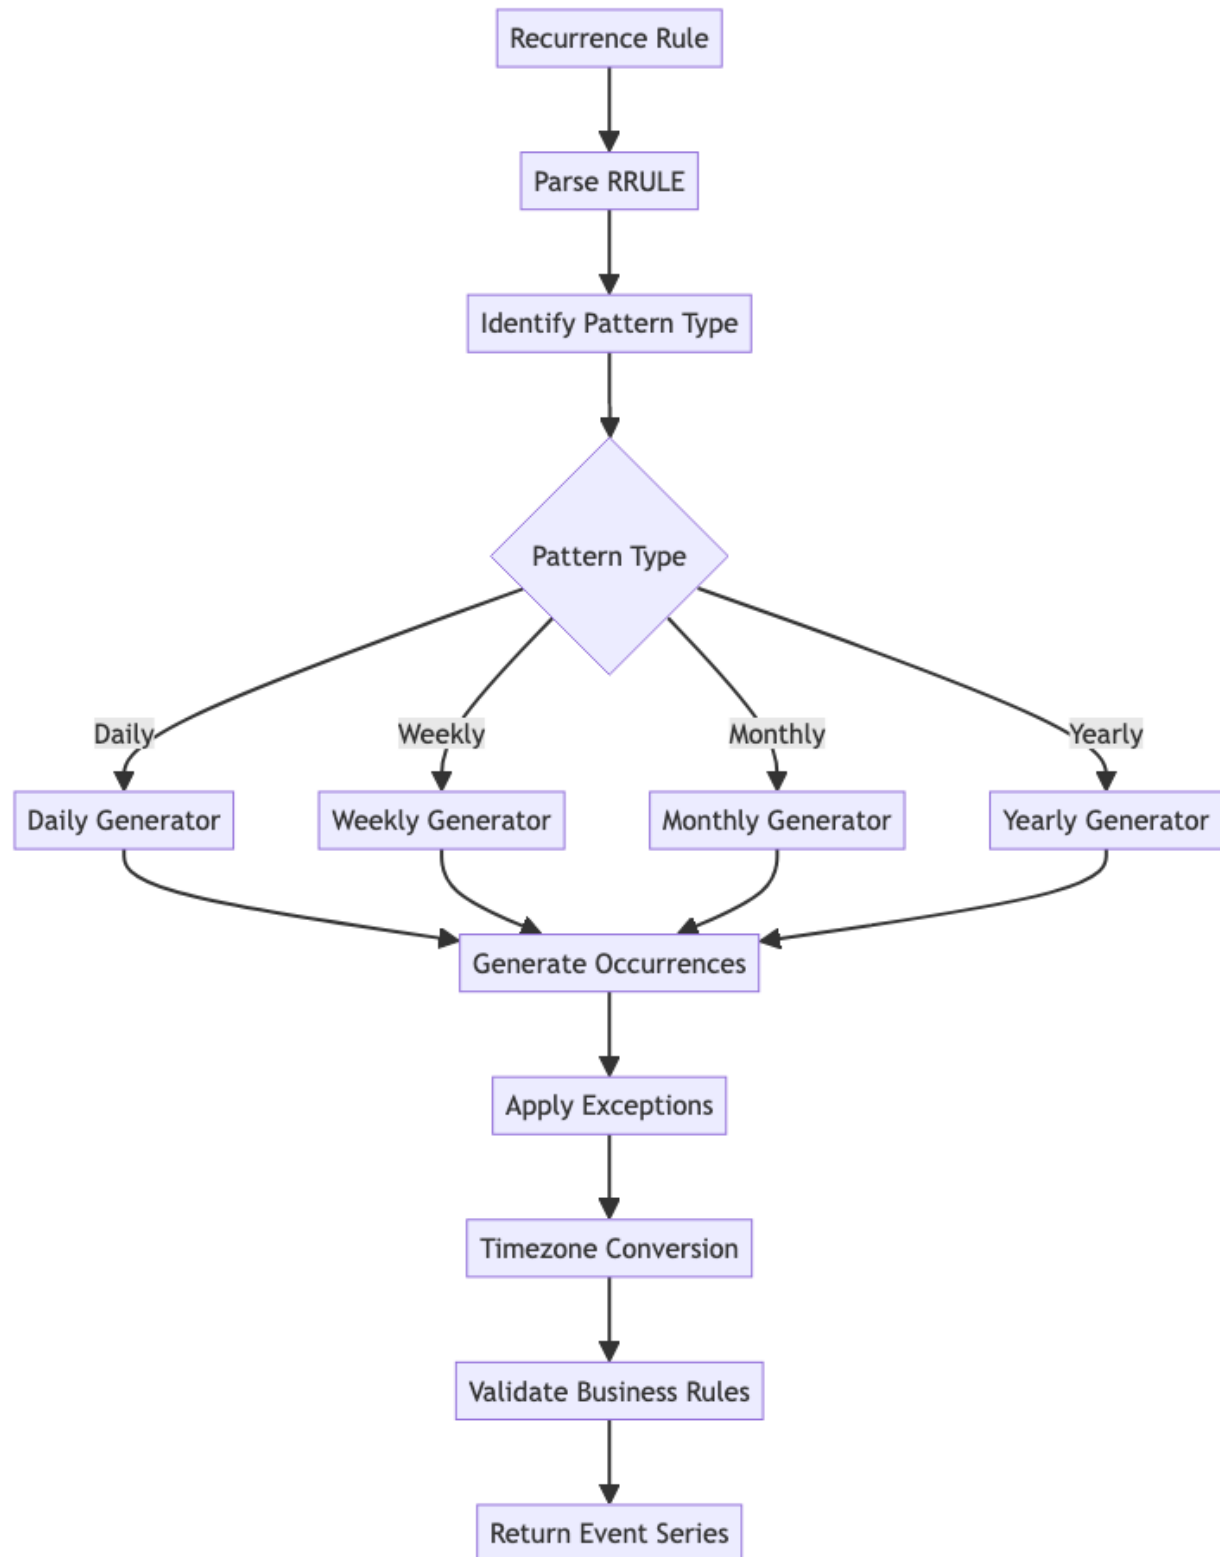 Recurrence Rule
Parse RRULE
Identify Pattern Type
Pattern Type
Daily
Weekly
Monthly
Yearly
Daily Generator
Weekly Generator
Monthly Generator
Yearly Generator
Generate Occurrences
Apply Exceptions
Timezone Conversion
Validate Business Rules
Return Event Series